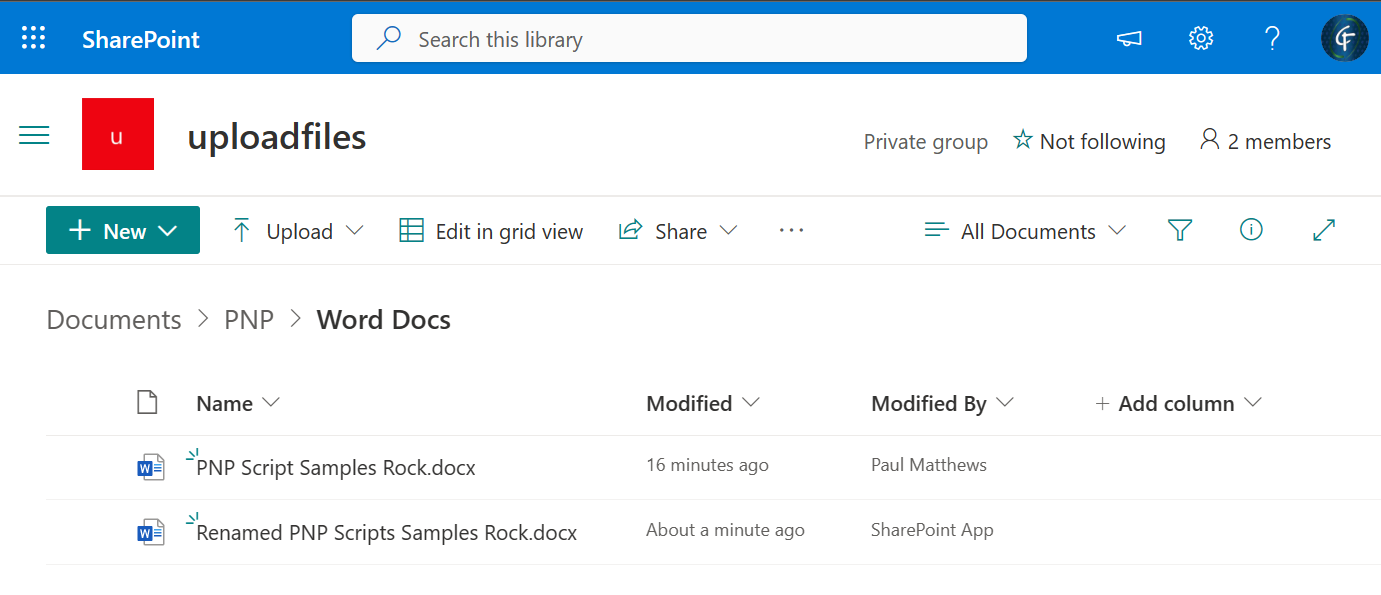 SharePoint Search this library
u uploadfiles Private group Not following 2 members
+ New Upload Edit in grid view Share ... All Documents
Documents > PNP > Word Docs
Name Modified Modified By + Add column
PNP Script Samples Rock.docx 16 minutes ago Paul Matthews
Renamed PNP Scripts Samples Rock.docx About a minute ago SharePoint App